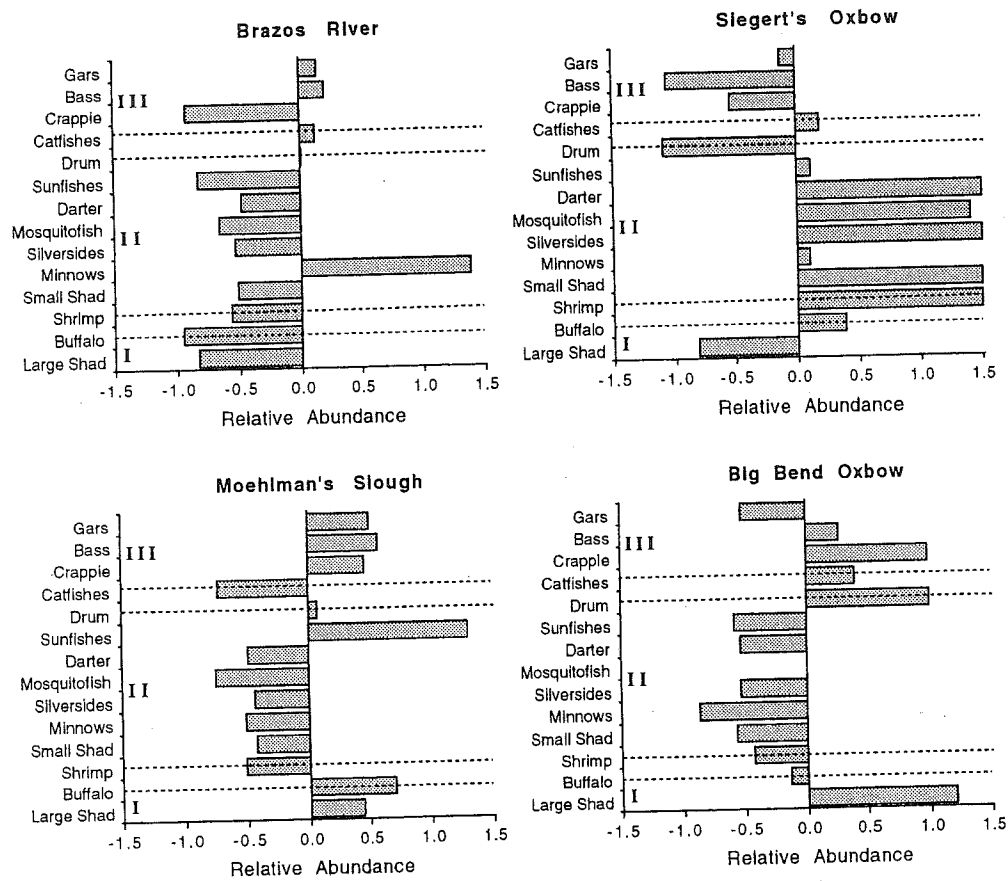 Brazos River
Gars
Bass
III
Crappie
Catfishes
Drum
Sunfishes
Darter
Mosquitofish
II
Silversides
Minnows
Small Shad
Shrimp
Buffalo
I
Large Shad
-1.5 -1.0 -0.5 0.0 0.5 1.0 1.5
Relative Abundance
Siegert's Oxbow
Gars
Bass
III
Crappie
Catfishes
Drum
Sunfishes
Darter
Mosquitofish
II
Silversides
Minnows
Small Shad
Shrimp
Buffalo
I
Large Shad
-1.5 -1.0 -0.5 0.0 0.5 1.0 1.5
Relative Abundance
Moehlman's Slough
Gars
Bass
III
Crappie
Catfishes
Drum
Sunfishes
Darter
Mosquitofish
II
Silversides
Minnows
Small Shad
Shrimp
Buffalo
I
Large Shad
-1.5 -1.0 -0.5 0.0 0.5 1.0 1.5
Relative Abundance
Big Bend Oxbow
Gars
Bass
III
Crappie
Catfishes
Drum
Sunfishes
Darter
Mosquitofish
II
Silversides
Minnows
Small Shad
Shrimp
Buffalo
I
Large Shad
-1.5 -1.0 -0.5 0.0 0.5 1.0 1.5
Relative Abundance